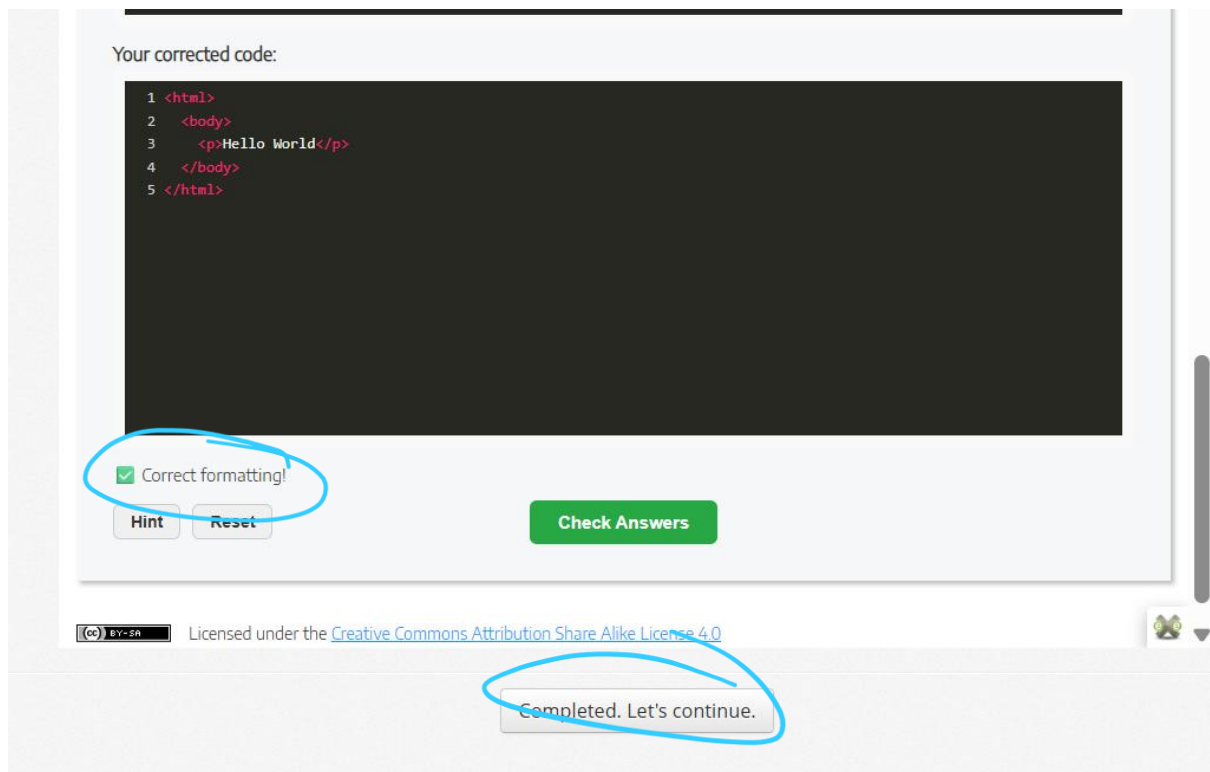 Your corrected code:
1 <html>
2 <body>
3 <p>Hello World</p>
4 </body>
5 </html>
✅ Correct formatting!
Hint Reset Check Answers
(cc) BY-SA Licensed under the Creative Commons Attribution Share Alike License 4.0
Completed. Let's continue.